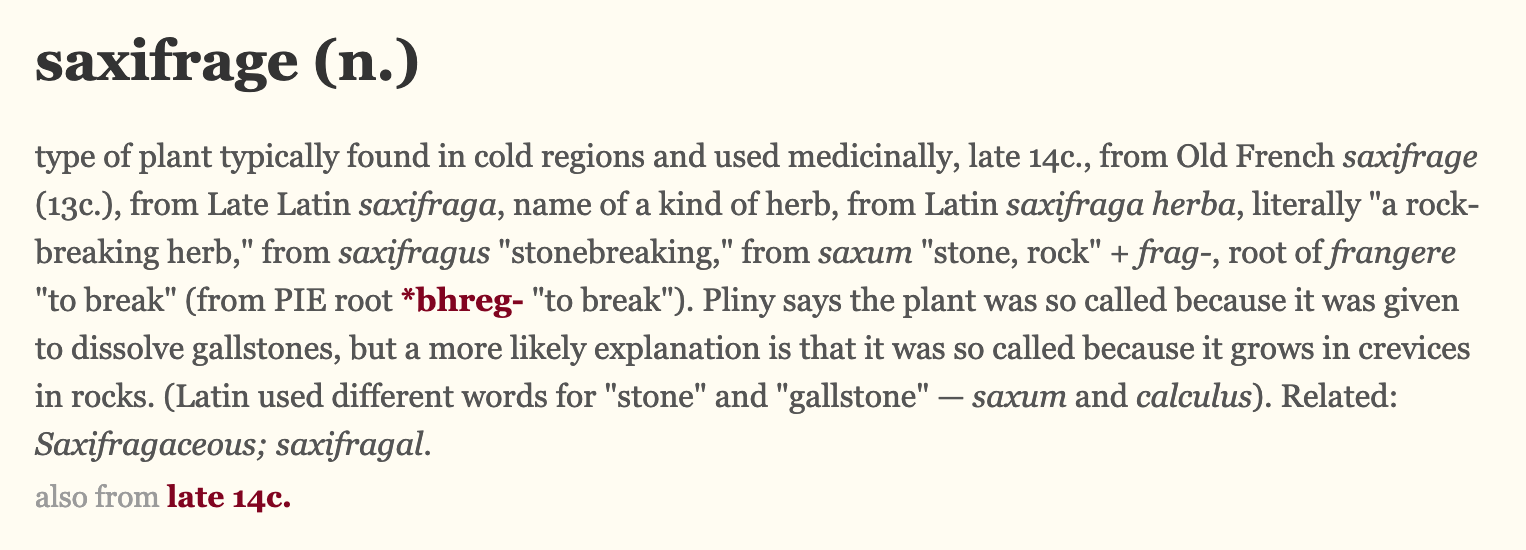 saxifrage (n.)
type of plant typically found in cold regions and used medicinally, late 14c., from Old French saxifrage
(13c.), from Late Latin saxifraga, name of a kind of herb, from Latin saxifraga herba, literally "a rock-
breaking herb," from saxifragus "stonebreaking," from saxum "stone, rock" + frag-, root of frangere
"to break" (from PIE root *bhreg- "to break"). Pliny says the plant was so called because it was given
to dissolve gallstones, but a more likely explanation is that it was so called because it grows in crevices
in rocks. (Latin used different words for "stone" and "gallstone" — saxum and calculus). Related:
Saxifragaceous; saxifragal.
also from late 14c.